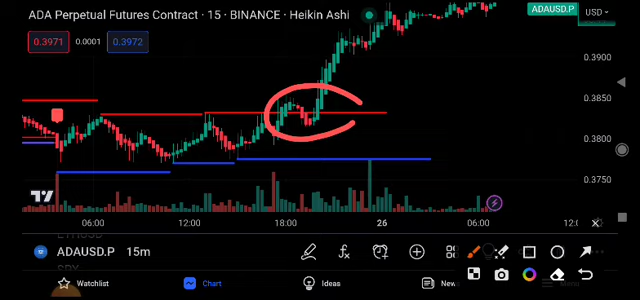 ADA Perpetual Futures Contract · 15 · BINANCE · Heikin Ashi
ADAUSD.P
USD
0.3971 0.0001 0.3972
0.3900
0.3850
0.3800
0.3750
06:00 12:00 18:00 26 06:00 12:0
ADAUSD.P 15m
Watchlist Chart Ideas New Menu